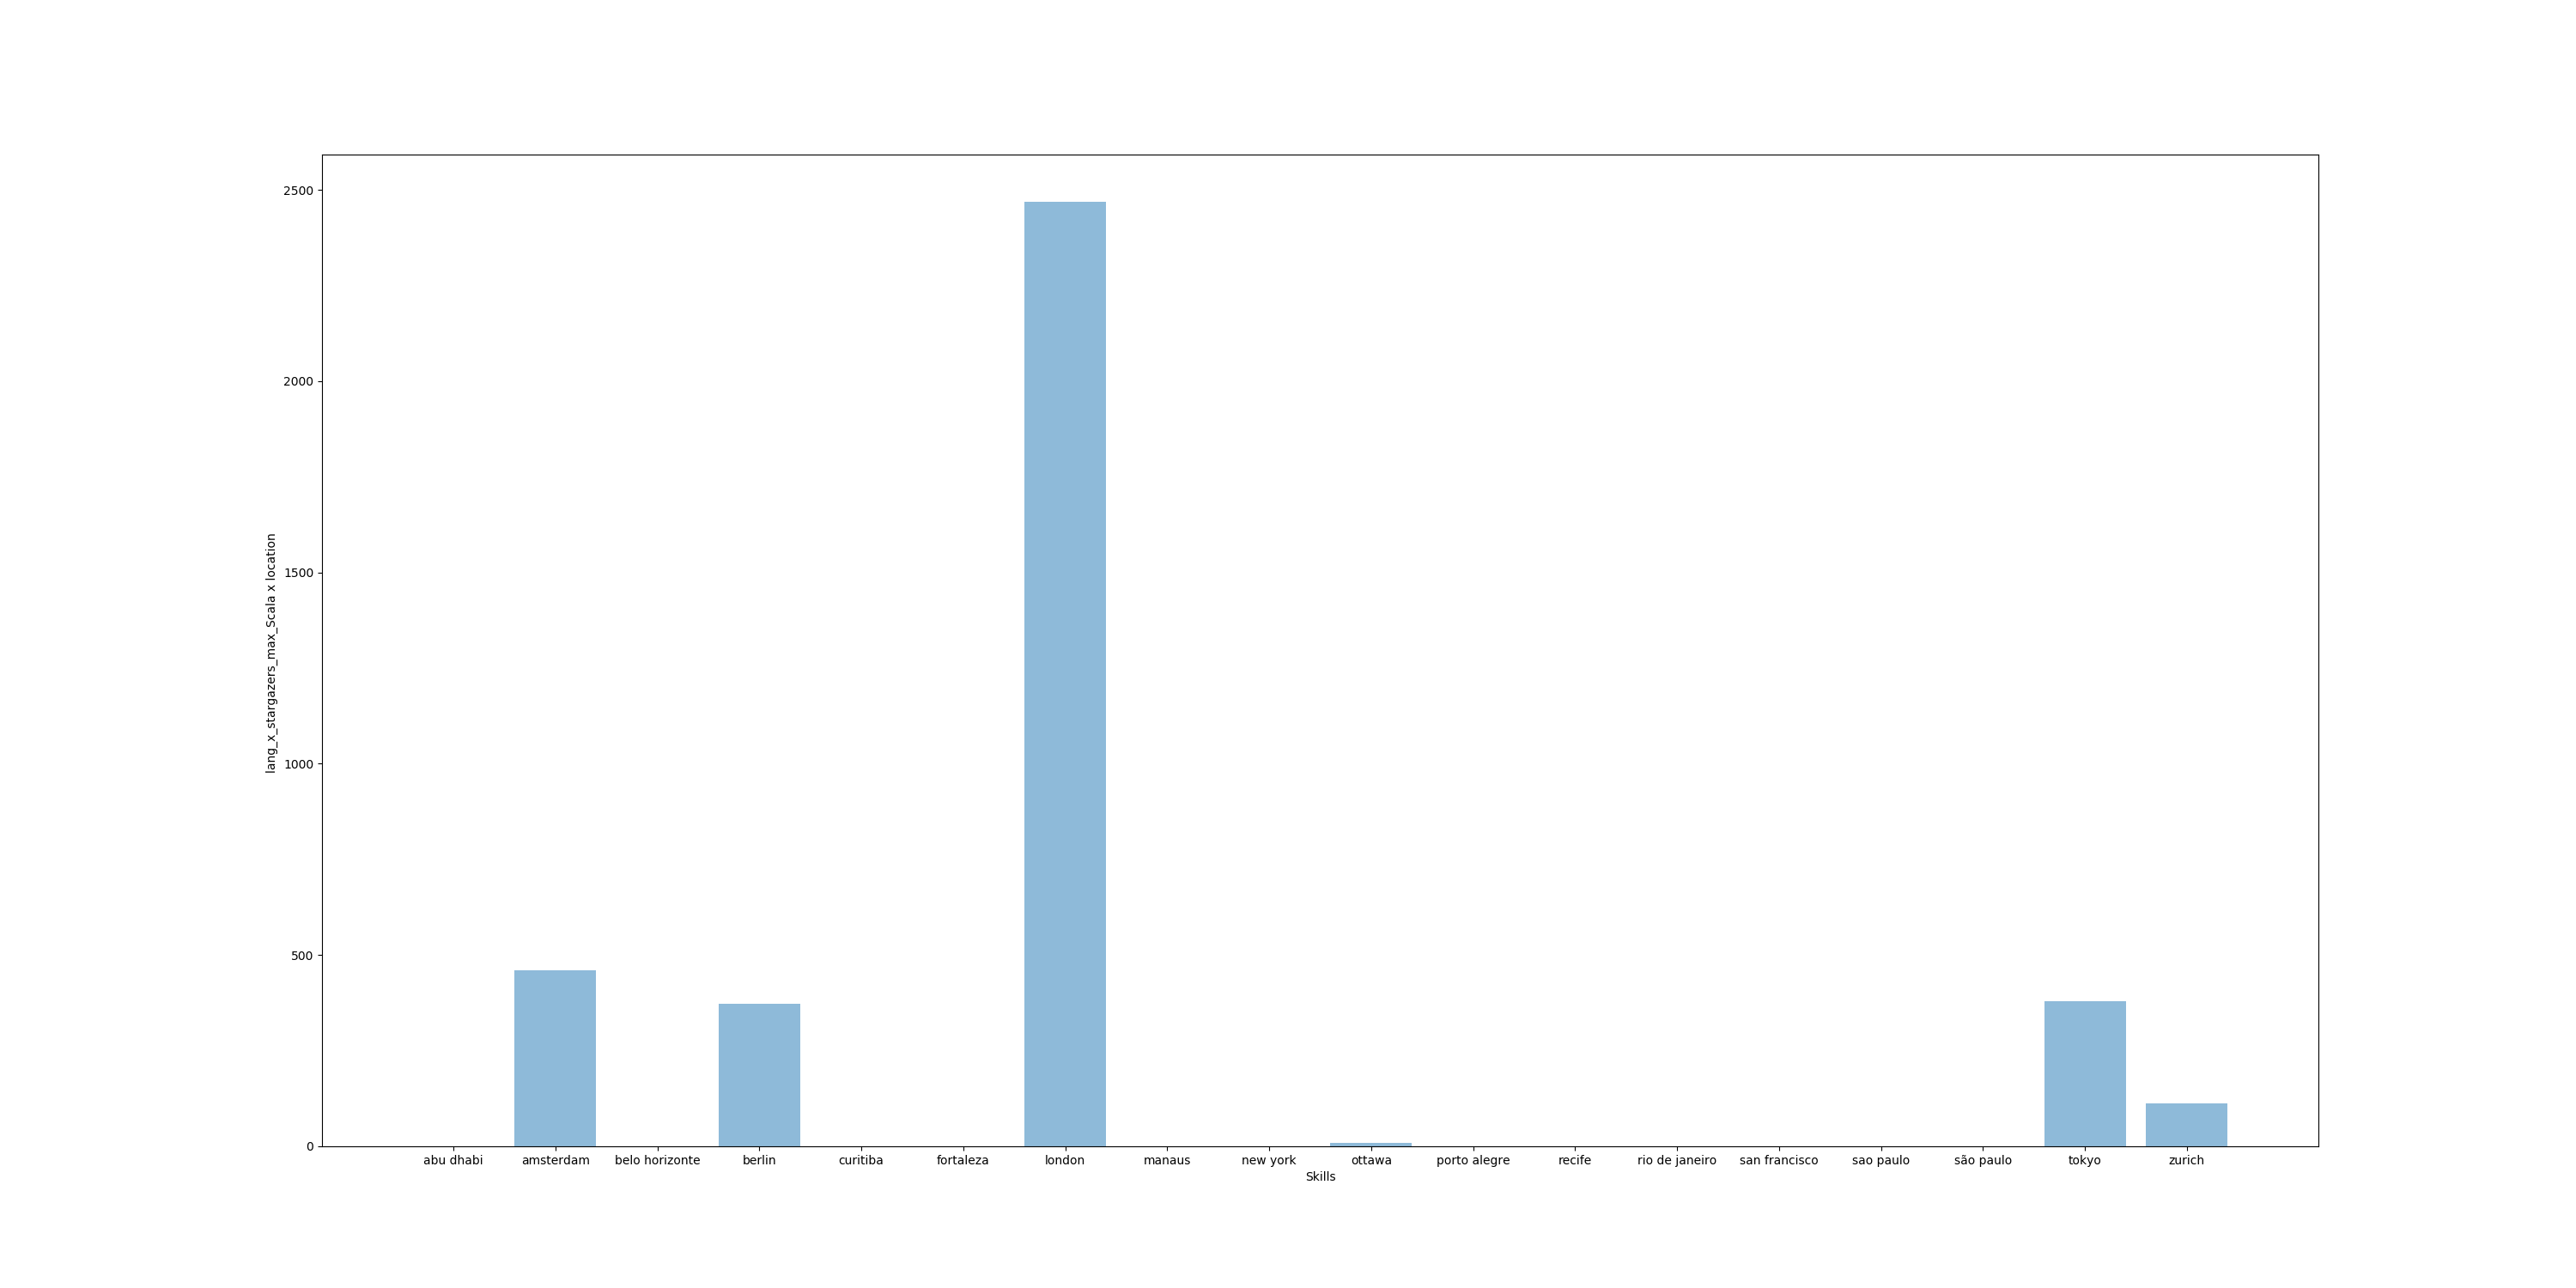 lang_x_stargazers_max_Scala x location
2500
2000
1500
1000
500
0
abu dhabi amsterdam belo horizonte berlin curitiba fortaleza london manaus new york ottawa porto alegre recife rio de janeiro san francisco sao paulo são paulo tokyo zurich
Skills